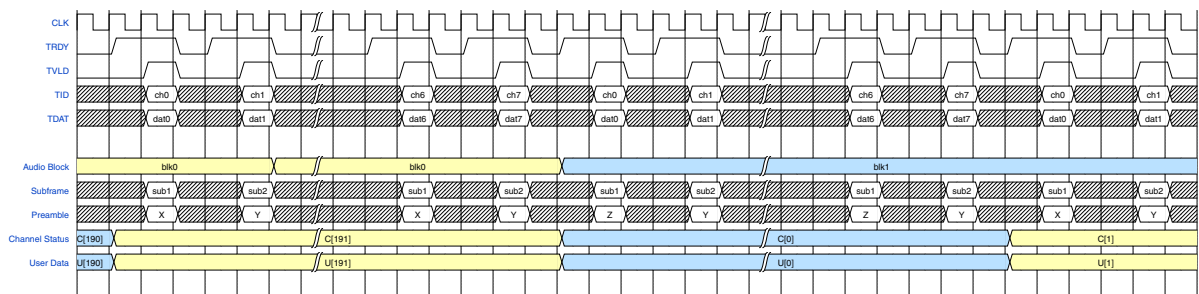 CLK
TRDY
TVLD
TID ch0 ch1 ch6 ch7 ch0 ch1 ch6 ch7 ch0 ch1
TDAT dat0 dat1 dat6 dat7 dat0 dat1 dat6 dat7 dat0 dat1
Audio Block blk0 blk0 blk1
Subframe sub1 sub2 sub1 sub2 sub1 sub2 sub1 sub2 sub1 sub2
Preamble X Y X Y Z Y Z Y X Y
Channel Status C[190] C[191] C[0] C[1]
User Data U[190] U[191] U[0] U[1]